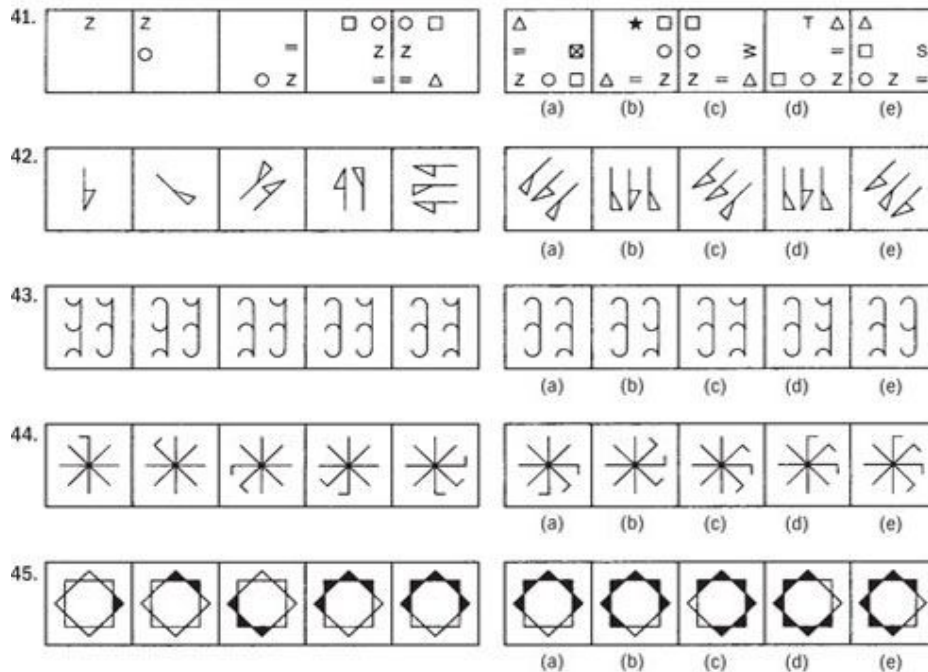 41. Z Z □ ○ ○ □ △ ★ □ □ T △ △
○ = Z Z = ⊠ ○ ○ W = □ S
○ Z = = △ Z ○ □ △ = Z Z = △ □ ○ Z ○ Z =
(a) (b) (c) (d) (e)
42.
(a) (b) (c) (d) (e)
43.
(a) (b) (c) (d) (e)
44.
(a) (b) (c) (d) (e)
45.
(a) (b) (c) (d) (e)